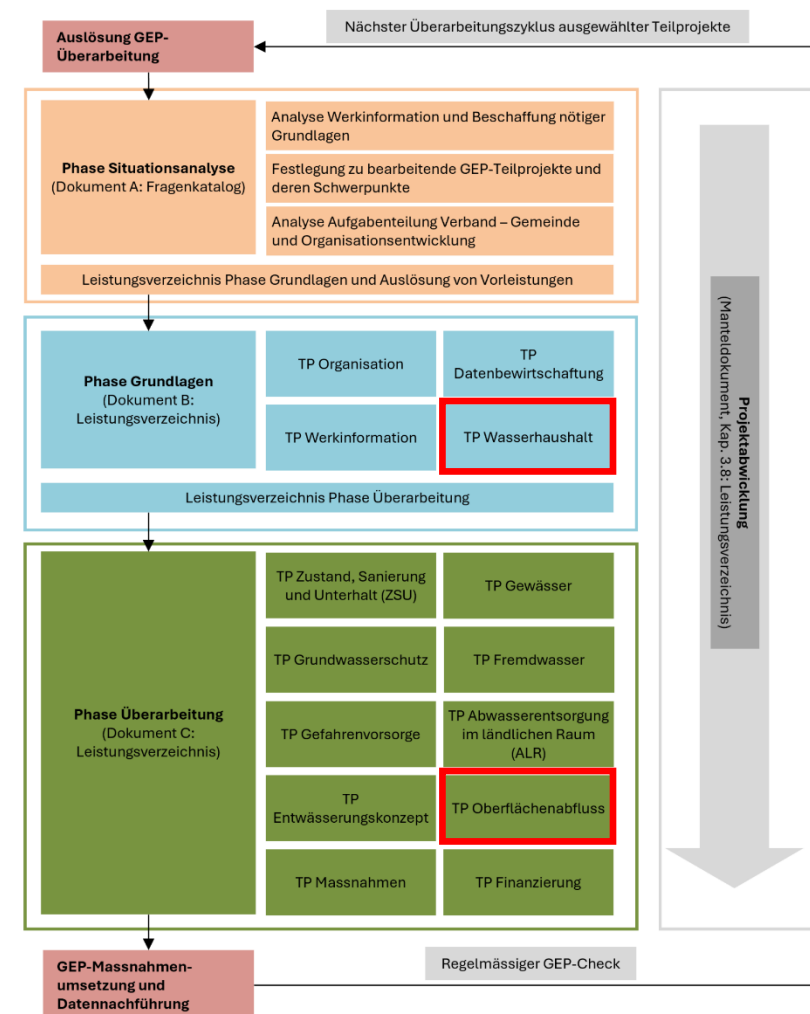 Nächster Überarbeitungszyklus ausgewählter Teilprojekte
Auslösung GEP-
Überarbeitung
Phase Situationsanalyse
(Dokument A: Fragenkatalog)
Analyse Werkinformation und Beschaffung nötiger
Grundlagen
Festlegung zu bearbeitende GEP-Teilprojekte und
deren Schwerpunkte
Analyse Aufgabenteilung Verband – Gemeinde
und Organisationsentwicklung
Leistungsverzeichnis Phase Grundlagen und Auslösung von Vorleistungen
Phase Grundlagen
(Dokument B:
Leistungsverzeichnis)
TP Organisation
TP
Datenbewirtschaftung
TP Werkinformation
TP Wasserhaushalt
Leistungsverzeichnis Phase Überarbeitung
Phase Überarbeitung
(Dokument C:
Leistungsverzeichnis)
TP Zustand, Sanierung
und Unterhalt (ZSU)
TP Gewässer
TP Grundwasserschutz
TP Fremdwasser
TP Gefahrenvorsorge
TP Abwasserentsorgung
im ländlichen Raum
(ALR)
TP
Entwässerungskonzept
TP Oberflächenabfluss
TP Massnahmen
TP Finanzierung
Projektabwicklung
(Manteldokument, Kap. 3.8: Leistungsverzeichnis)
GEP-Massnahmen-
umsetzung und
Datennachführung
Regelmässiger GEP-Check